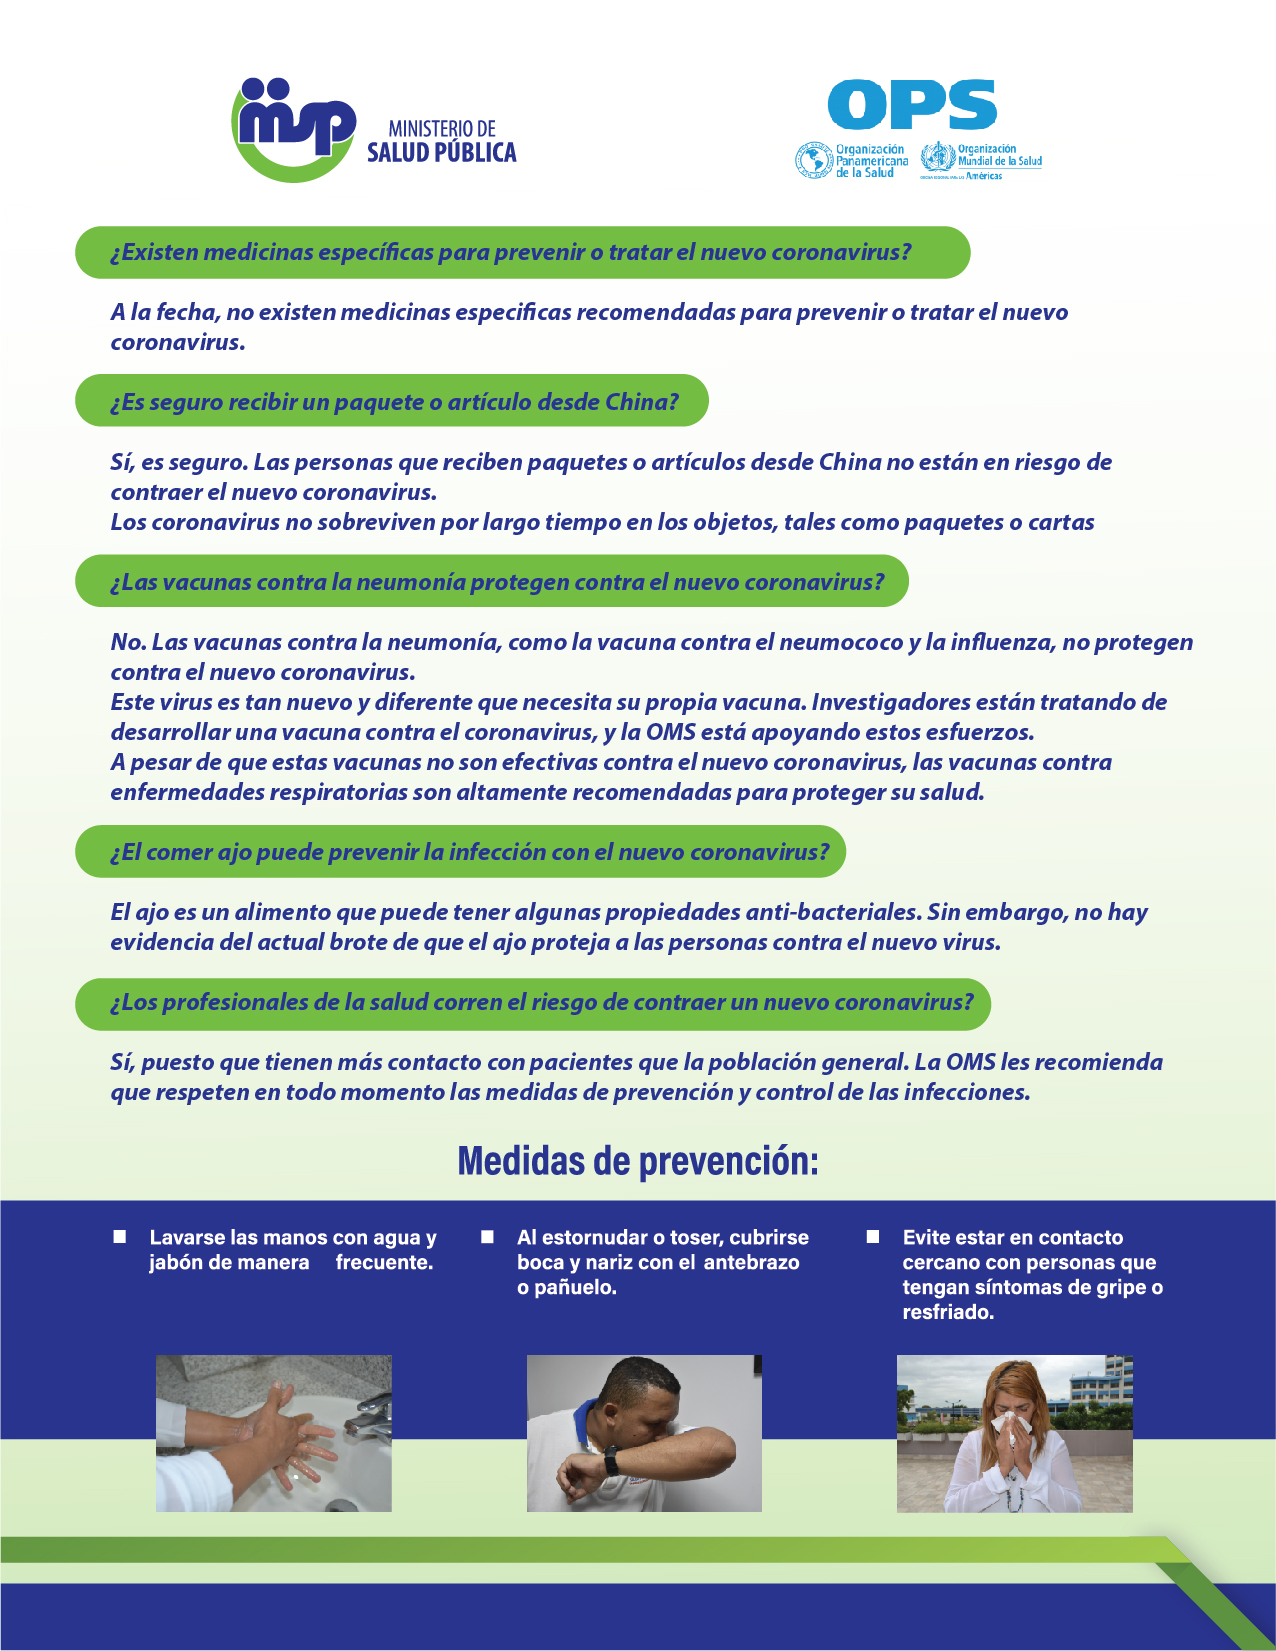 msp
MINISTERIO DE
SALUD PÚBLICA
OPS
Organización
Panamericana
de la Salud
Organización
Mundial de la Salud
Américas
¿Existen medicinas específicas para prevenir o tratar el nuevo coronavirus?
A la fecha, no existen medicinas especificas recomendadas para prevenir o tratar el nuevo
coronavirus.
¿Es seguro recibir un paquete o artículo desde China?
Sí, es seguro. Las personas que reciben paquetes o artículos desde China no están en riesgo de
contraer el nuevo coronavirus.
Los coronavirus no sobreviven por largo tiempo en los objetos, tales como paquetes o cartas
¿Las vacunas contra la neumonía protegen contra el nuevo coronavirus?
No. Las vacunas contra la neumonía, como la vacuna contra el neumococo y la influenza, no protegen
contra el nuevo coronavirus.
Este virus es tan nuevo y diferente que necesita su propia vacuna. Investigadores están tratando de
desarrollar una vacuna contra el coronavirus, y la OMS está apoyando estos esfuerzos.
A pesar de que estas vacunas no son efectivas contra el nuevo coronavirus, las vacunas contra
enfermedades respiratorias son altamente recomendadas para proteger su salud.
¿El comer ajo puede prevenir la infección con el nuevo coronavirus?
El ajo es un alimento que puede tener algunas propiedades anti-bacteriales. Sin embargo, no hay
evidencia del actual brote de que el ajo proteja a las personas contra el nuevo virus.
¿Los profesionales de la salud corren el riesgo de contraer un nuevo coronavirus?
Sí, puesto que tienen más contacto con pacientes que la población general. La OMS les recomienda
que respeten en todo momento las medidas de prevención y control de las infecciones.
Medidas de prevención:
Lavarse las manos con agua y
jabón de manera frecuente.
Al estornudar o toser, cubrirse
boca y nariz con el antebrazo
o pañuelo.
Evite estar en contacto
cercano con personas que
tengan síntomas de gripe o
resfriado.